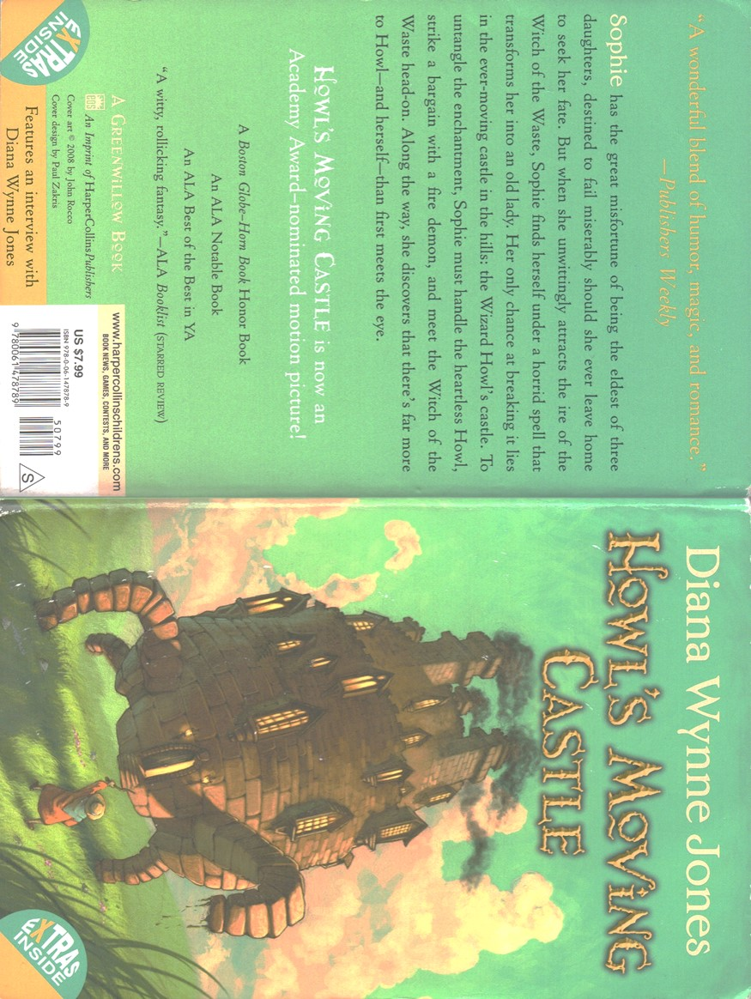 "A wonderful blend of humor, magic, and romance."
—Publishers Weekly
Sophie has the great misfortune of being the eldest of three
daughters, destined to fail miserably should she ever leave home
to seek her fate. But when she unwittingly attracts the ire of the
Witch of the Waste, Sophie finds herself under a horrid spell that
transforms her into an old lady. Her only chance at breaking it lies
in the ever-moving castle in the hills: the Wizard Howl's castle. To
untangle the enchantment, Sophie must handle the heartless Howl,
strike a bargain with a fire demon, and meet the Witch of the
Waste head-on. Along the way, she discovers that there's far more
to Howl—and herself—than first meets the eye.
HOWL'S MOVING CASTLE is now an
Academy Award–nominated motion picture!
A Boston Globe–Horn Book Honor Book
An ALA Notable Book
An ALA Best of the Best in YA
"A witty, rollicking fantasy."—ALA Booklist (STARRED REVIEW)
A GREENWILLOW BOOK
An Imprint of HarperCollinsPublishers
Cover art © 2008 by John Rocco
Cover design by Paul Zakris
EXTRAS
INSIDE
Features an interview with
Diana Wynne Jones
www.harpercollinschildrens.com
BOOK NEWS, GAMES, CONTESTS, AND MORE
US $7.99
ISBN 978-0-06-147878-9
50799
9 780061 478789
S
Diana Wynne Jones
HOWL'S MOVING
CASTLE
EXTRAS
INSIDE